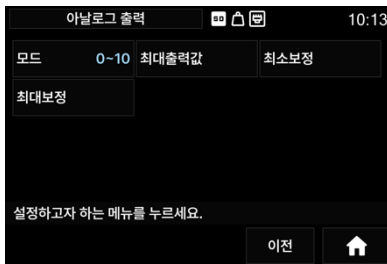 아날로그 출력 SD 10:13
모드 0~10 최대출력값 최소보정
최대보정
설정하고자 하는 메뉴를 누르세요.
이전